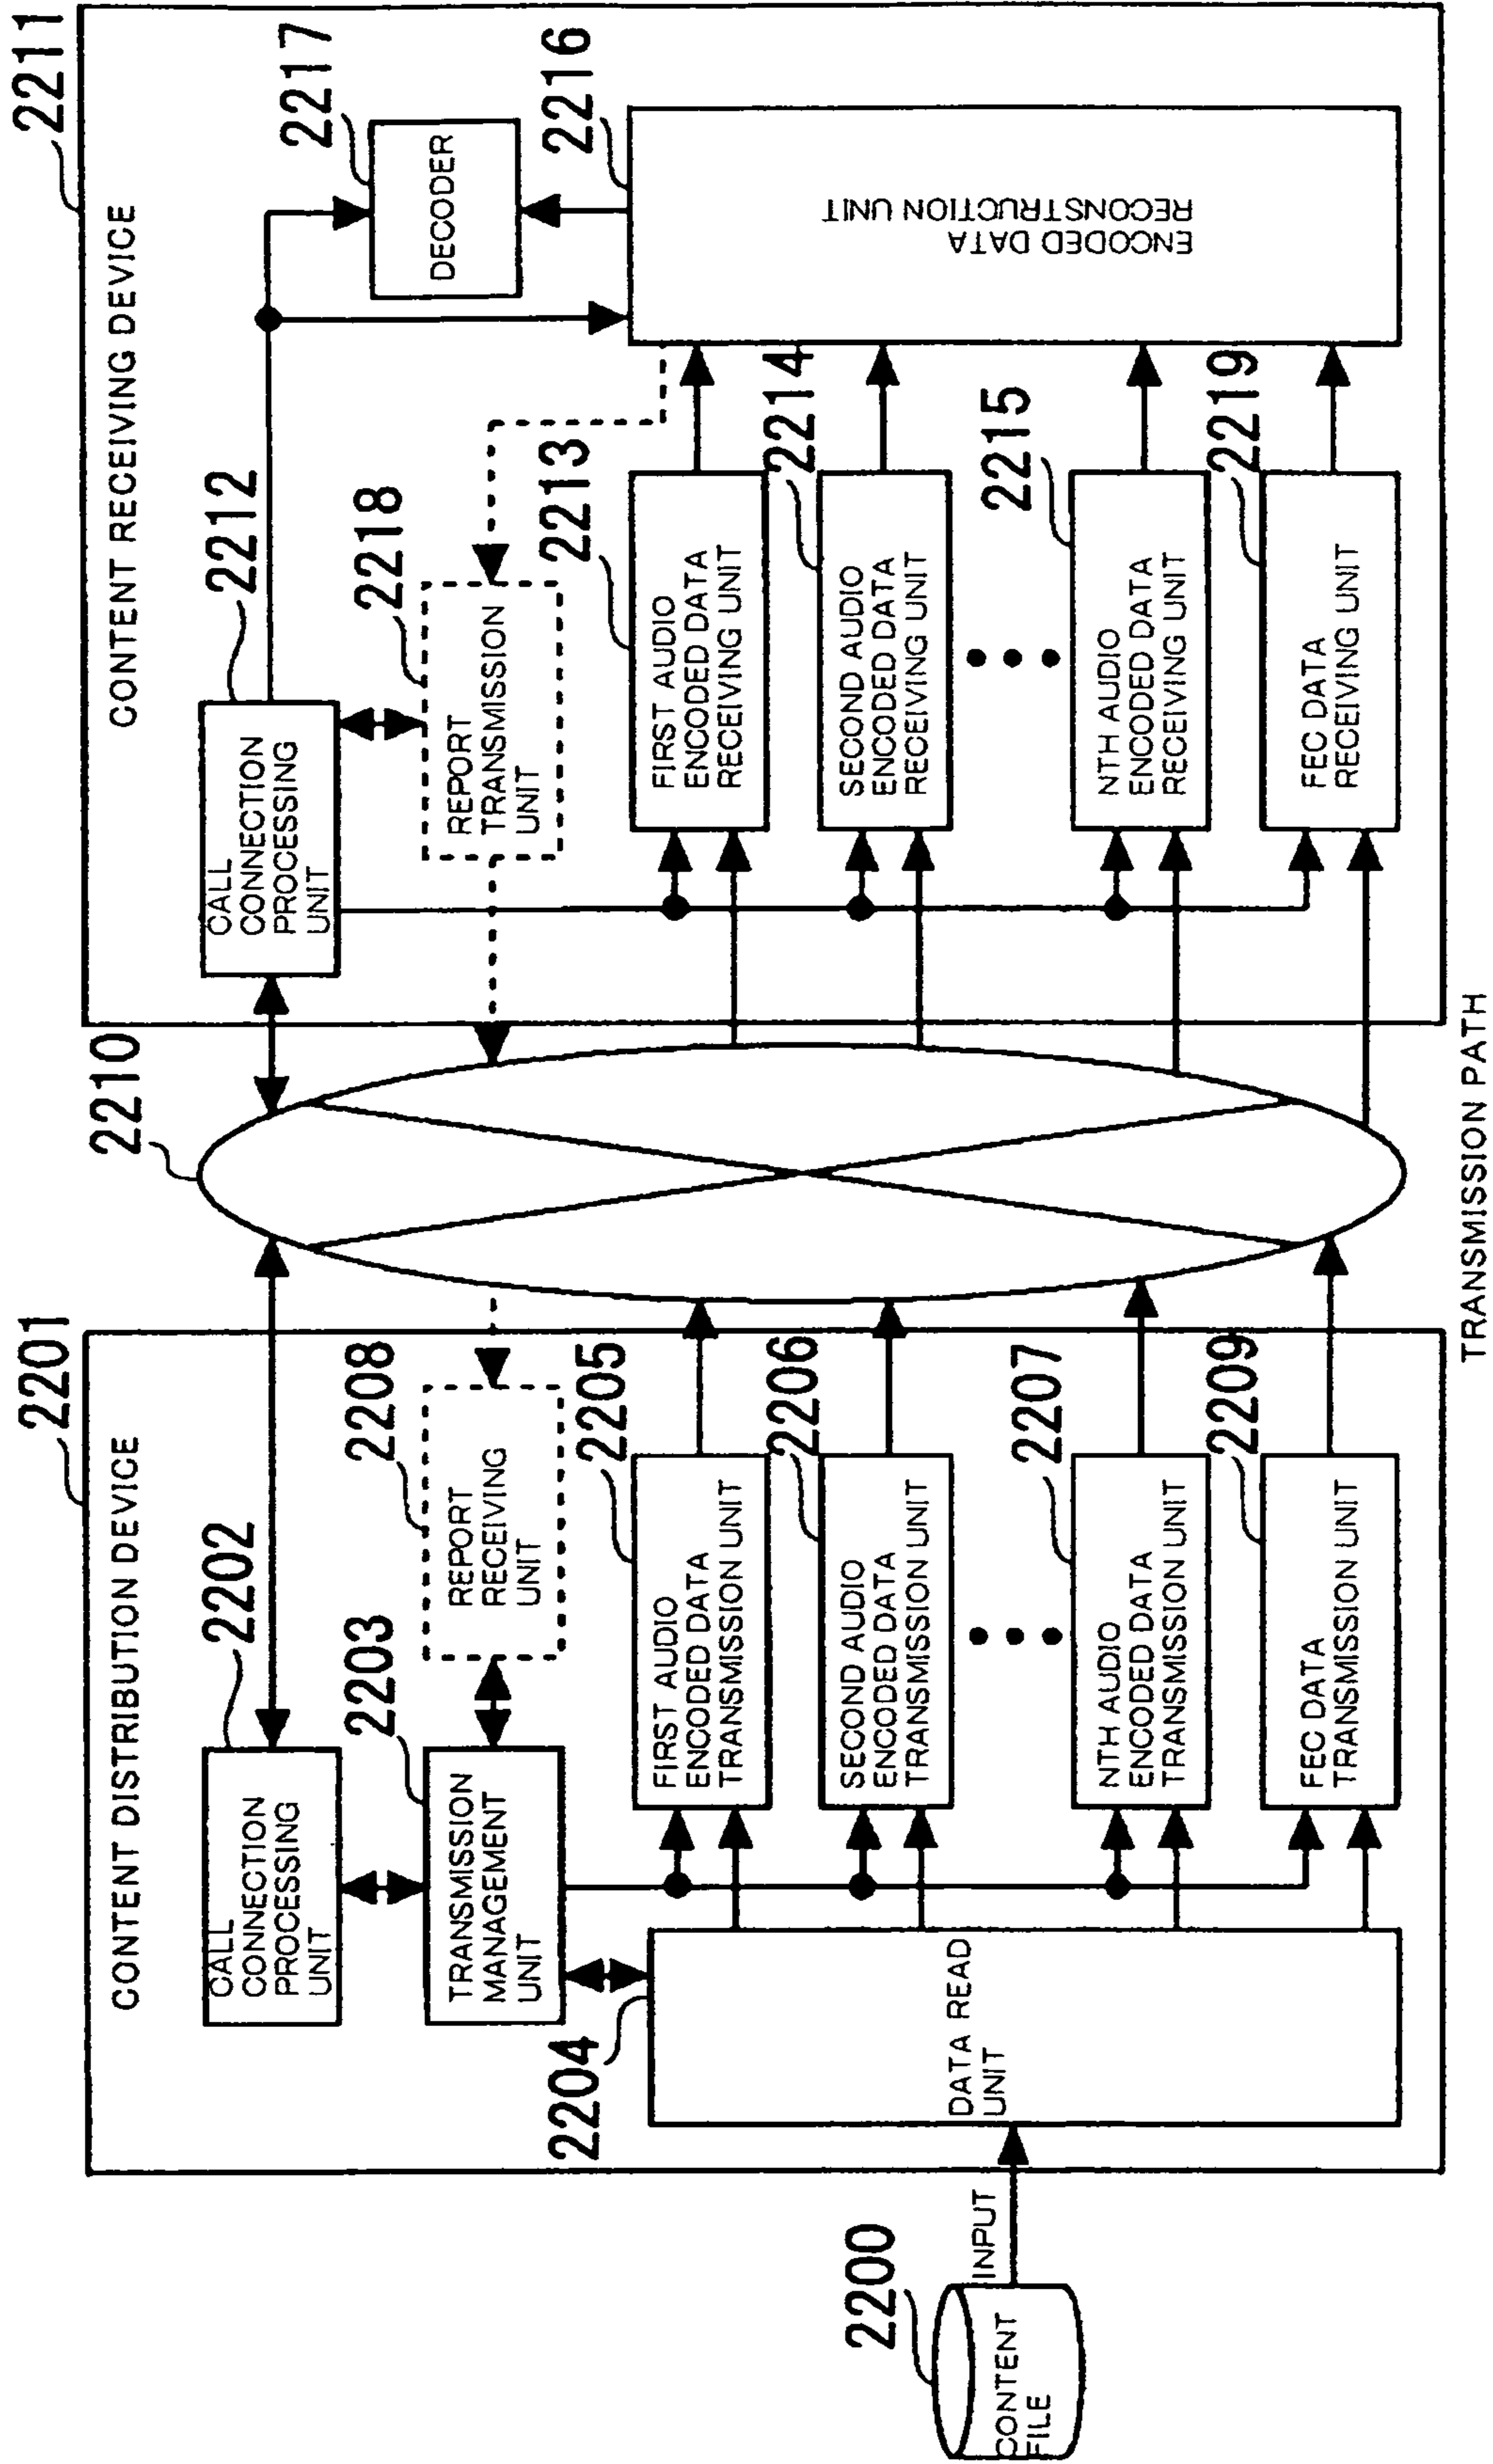 2200
CONTENT
FILE
INPUT
2201
CONTENT DISTRIBUTION DEVICE
2202
CALL
CONNECTION
PROCESSING
UNIT
2203
TRANSMISSION
MANAGEMENT
UNIT
2204
DATA READ
UNIT
2208
REPORT
RECEIVING
UNIT
2205
FIRST AUDIO
ENCODED DATA
TRANSMISSION UNIT
2206
SECOND AUDIO
ENCODED DATA
TRANSMISSION UNIT
2207
NTH AUDIO
ENCODED DATA
TRANSMISSION UNIT
2209
FEC DATA
TRANSMISSION UNIT
2210
TRANSMISSION PATH
2211
CONTENT RECEIVING DEVICE
2212
CALL
CONNECTION
PROCESSING
UNIT
2218
REPORT
TRANSMISSION
UNIT
2213
FIRST AUDIO
ENCODED DATA
RECEIVING UNIT
2214
SECOND AUDIO
ENCODED DATA
RECEIVING UNIT
2215
NTH AUDIO
ENCODED DATA
RECEIVING UNIT
2219
FEC DATA
RECEIVING UNIT
2217
DECODER
2216
ENCODED DATA
RECONSTRUCTION UNIT